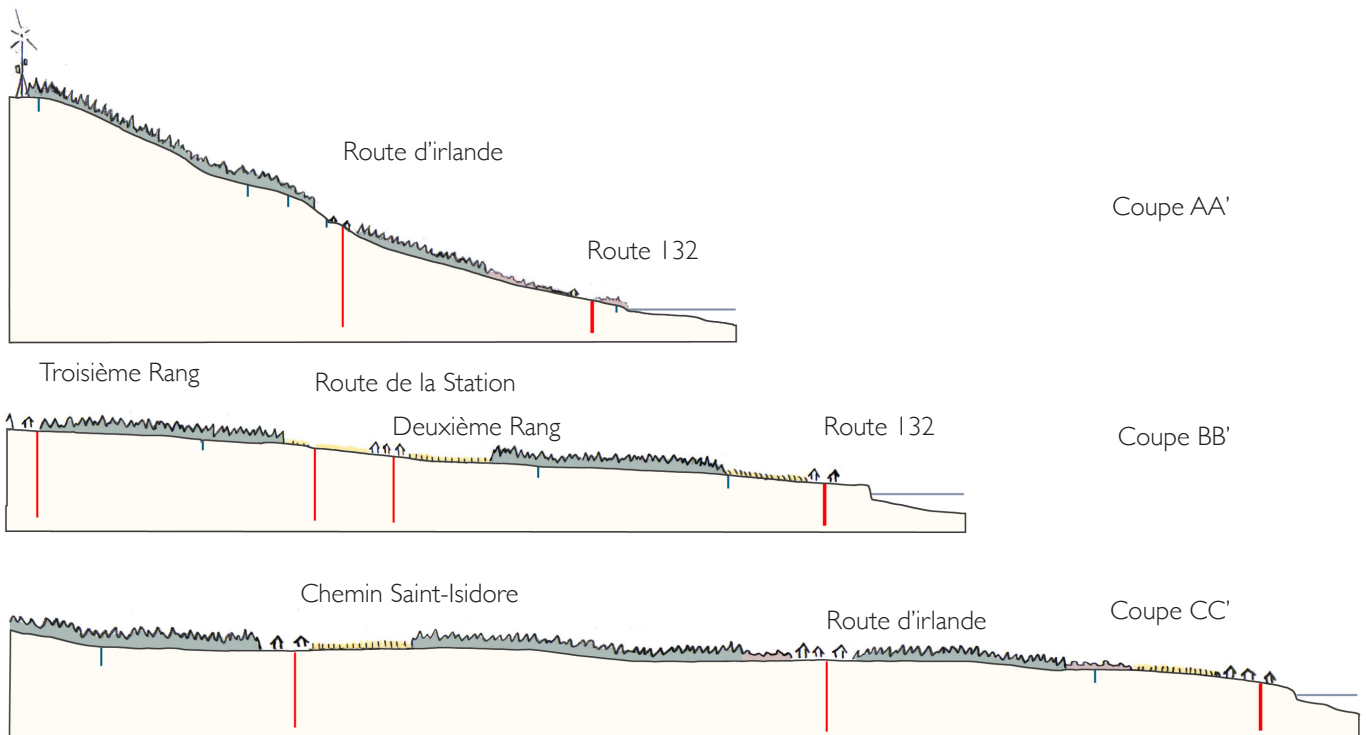 Route d'irlande
Coupe AA'
Route 132
Troisième Rang
Route de la Station
Deuxième Rang
Route 132
Coupe BB'
Chemin Saint-Isidore
Route d'irlande
Coupe CC'